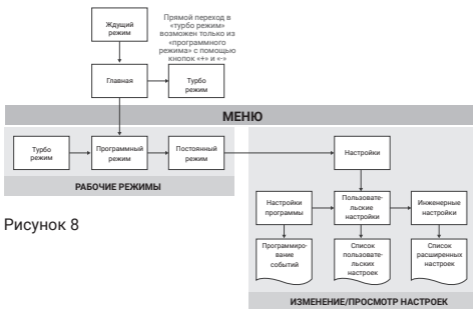 Ждущий
режим
Прямой переход в
«турбо режим»
возможен только из
«программного
режима» с помощью
кнопок «+» и «-»
Главная
Турбо
режим
МЕНЮ
Турбо
режим
Программный
режим
Постоянный
режим
Настройки
РАБОЧИЕ РЕЖИМЫ
Настройки
программы
Пользователь-
ские
настройки
Инженерные
настройки
Рисунок 8
Программиро-
вание
событий
Список
пользовате-
льских
настроек
Список
расширенных
настроек
ИЗМЕНЕНИЕ/ПРОСМОТР НАСТРОЕК